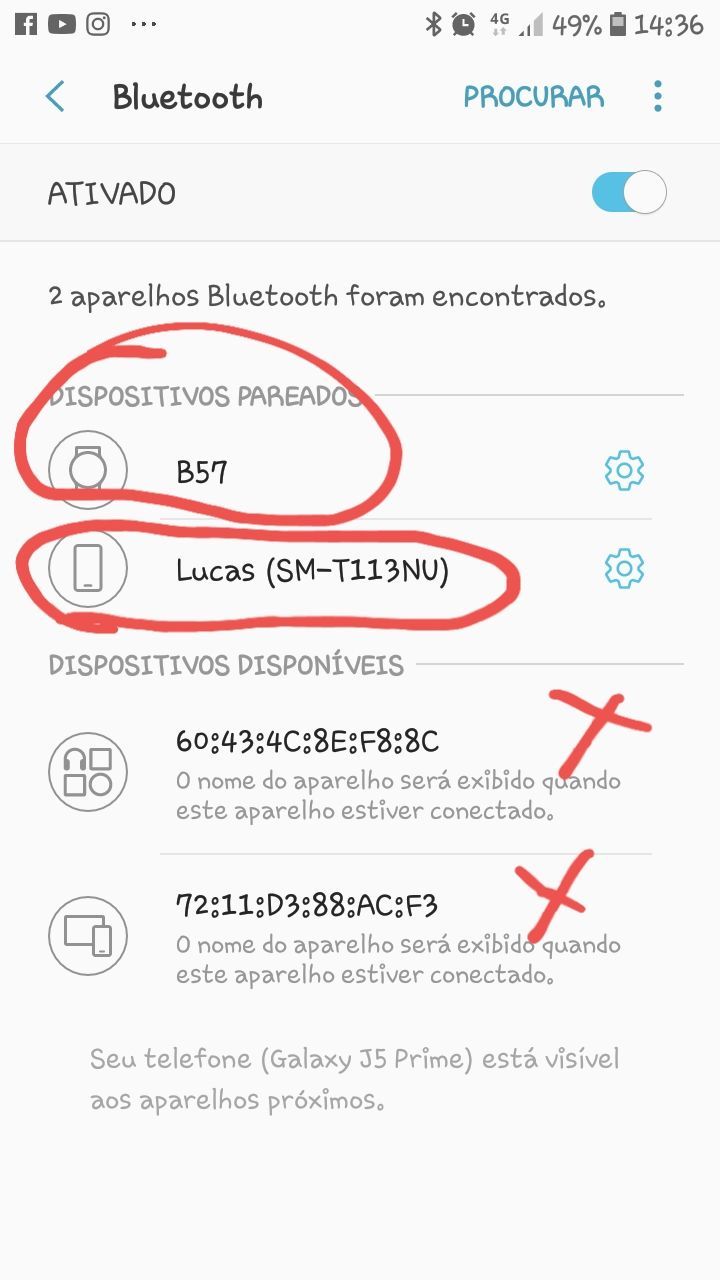 4G 49% 14:36
Bluetooth PROCURAR
ATIVADO
2 aparelhos Bluetooth foram encontrados.
DISPOSITIVOS PAREADOS
B57
Lucas (SM-T113NU)
DISPOSITIVOS DISPONÍVEIS
60:43:4C:8E:F8:8C
O nome do aparelho será exibido quando
este aparelho estiver conectado.
72:11:D3:88:AC:F3
O nome do aparelho será exibido quando
este aparelho estiver conectado.
Seu telefone (Galaxy J5 Prime) está visível
aos aparelhos próximos.